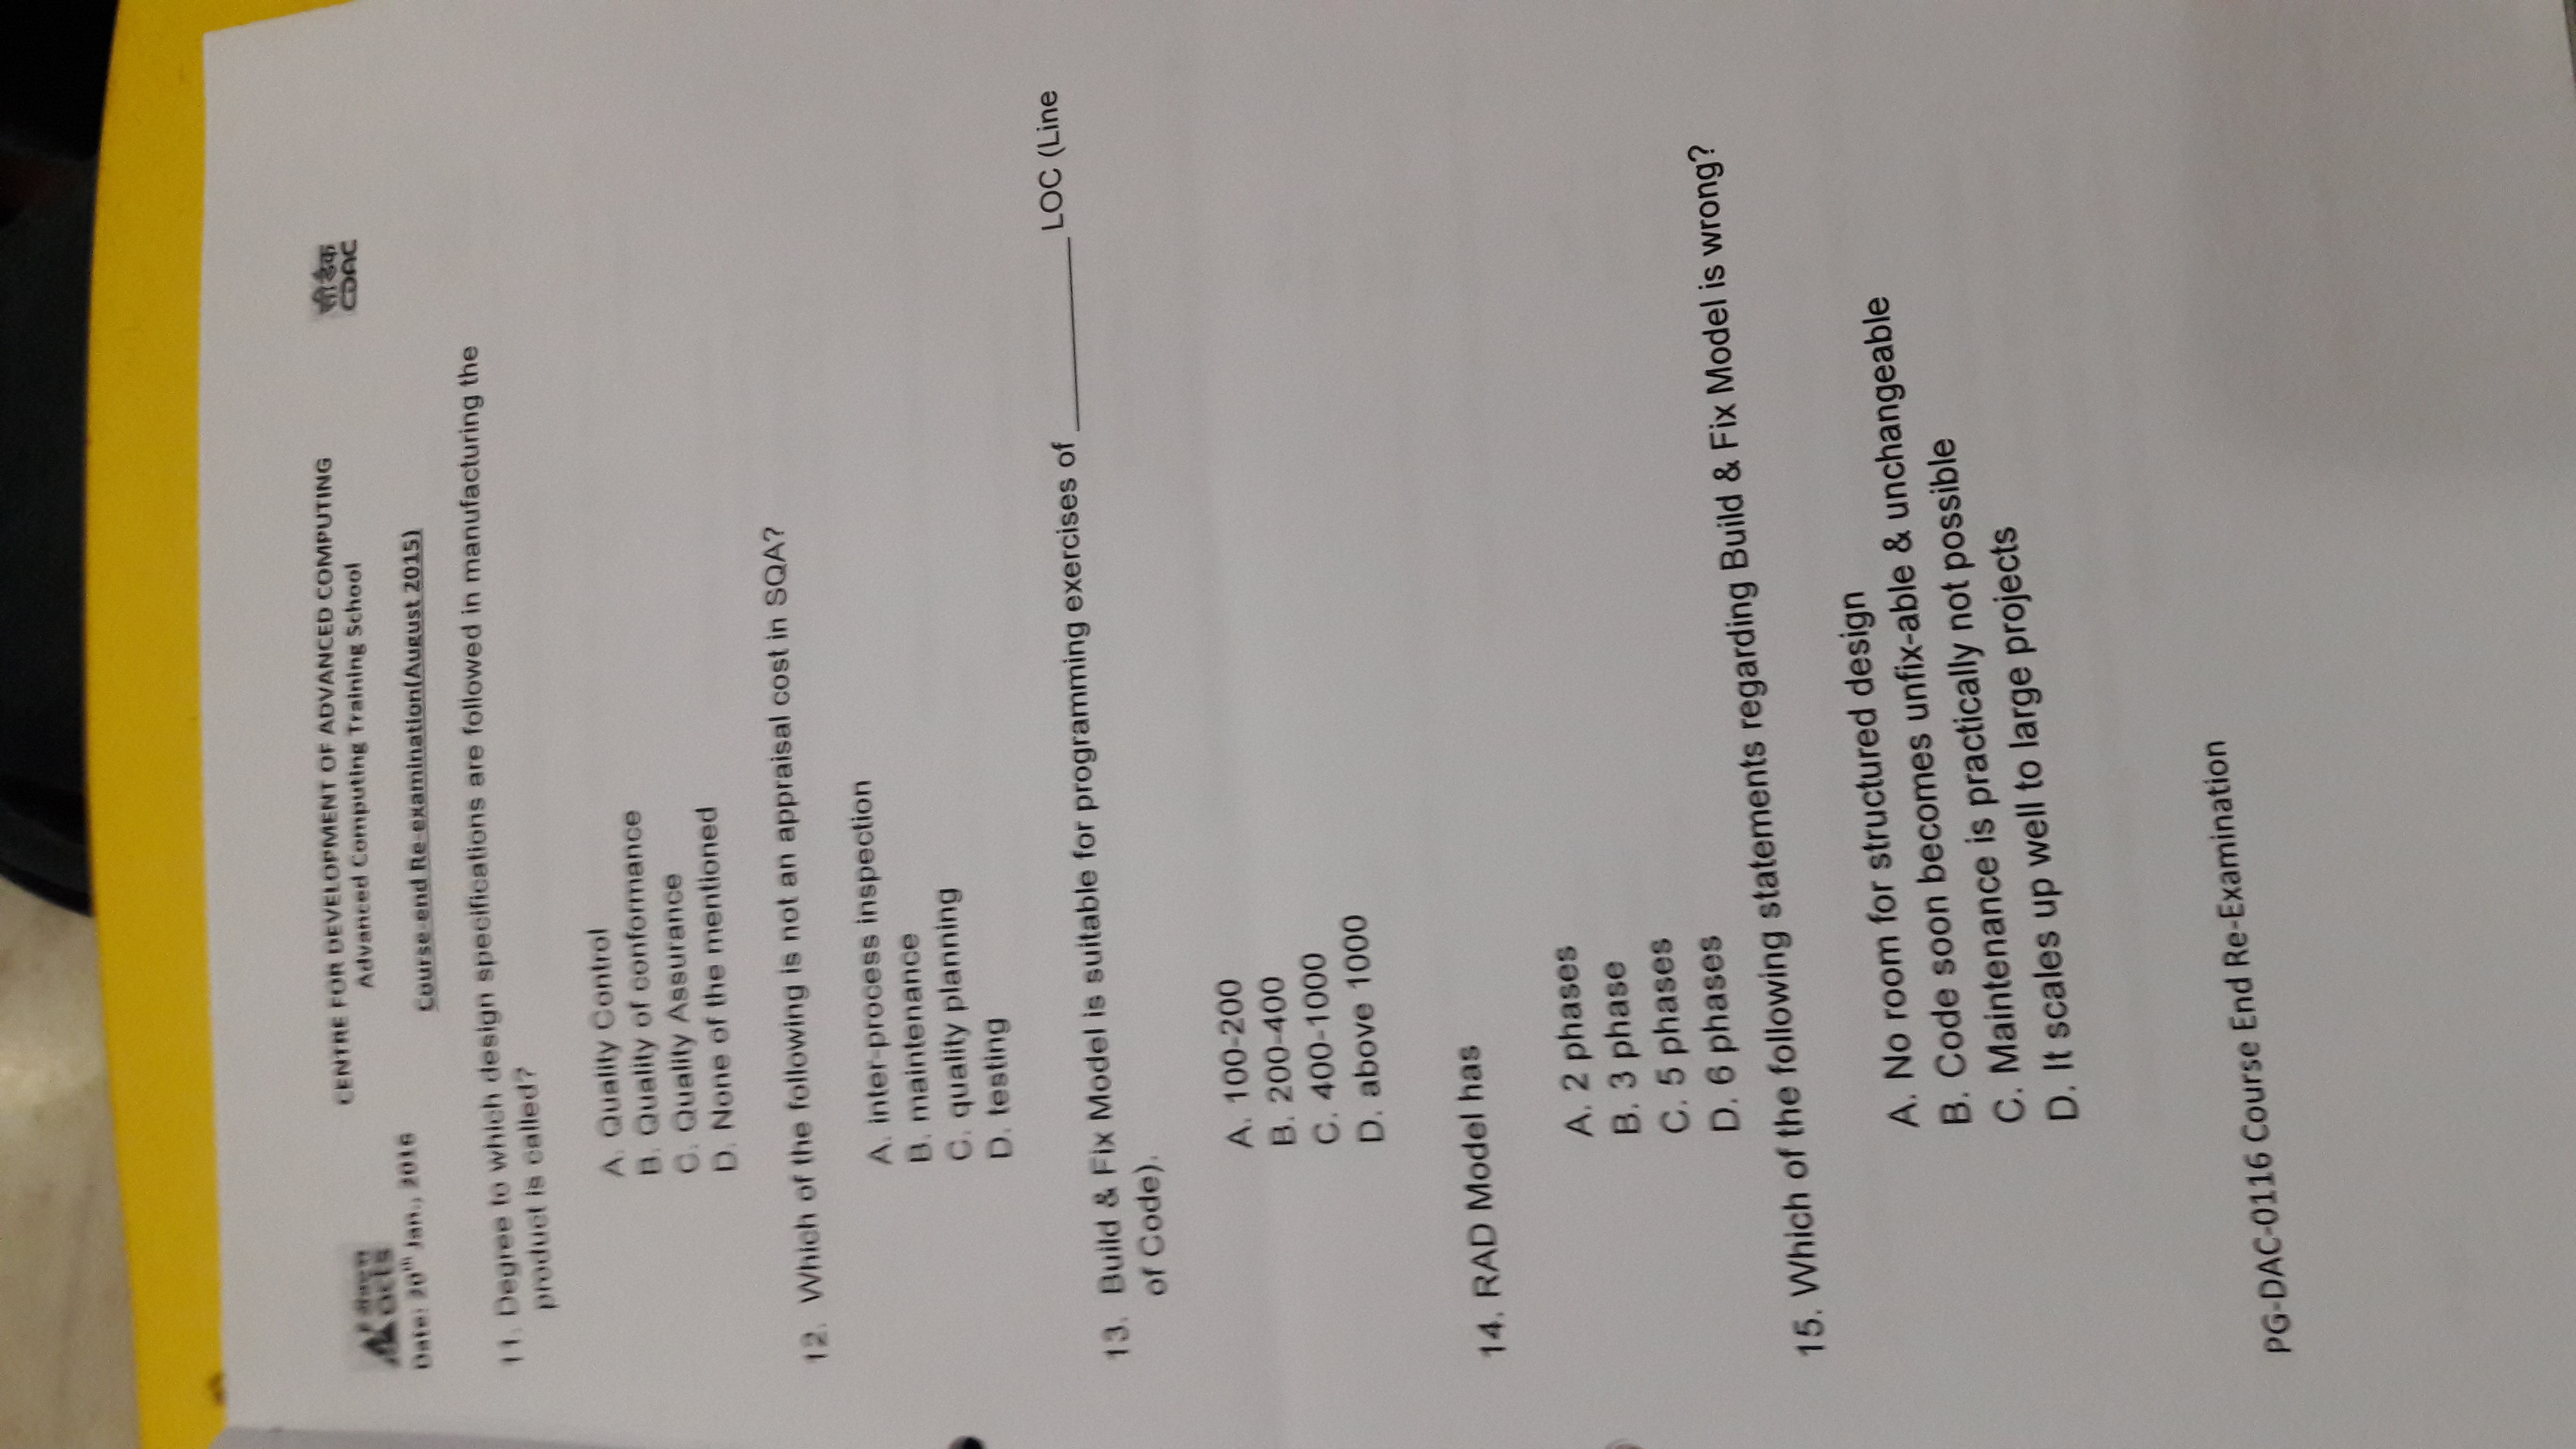 CENTRE FOR DEVELOPMENT OF ADVANCED COMPUTING
Advanced Computing Training School
सी डैक
CDAC
acts
Date: 20th Jan., 2016
Course-end Re-examination(August 2015)
11. Degree to which design specifications are followed in manufacturing the
product is called?
A. Quality Control
B. Quality of conformance
C. Quality Assurance
D. None of the mentioned
12. Which of the following is not an appraisal cost in SQA?
A. inter-process inspection
B. maintenance
C. quality planning
D. testing
13. Build & Fix Model is suitable for programming exercises of ____________ LOC (Line
of Code).
A. 100-200
B. 200-400
C. 400-1000
D. above 1000
14. RAD Model has
A. 2 phases
B. 3 phase
C. 5 phases
D. 6 phases
15. Which of the following statements regarding Build & Fix Model is wrong?
A. No room for structured design
B. Code soon becomes unfix-able & unchangeable
C. Maintenance is practically not possible
D. It scales up well to large projects
PG-DAC-0116 Course End Re-Examination